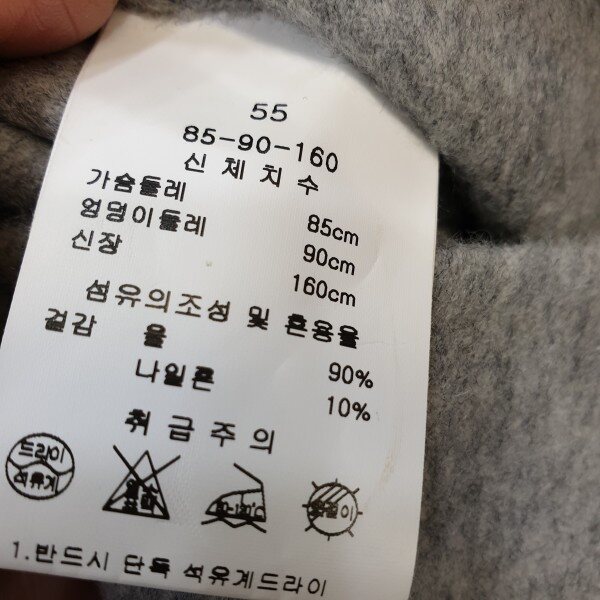 55
85-90-160
신체치수
가슴둘레 85cm
엉덩이둘레 90cm
신장 160cm
섬유의조성 및 혼용율
겉감 울 90%
나일론 10%
취급주의
드라이
석유계
옷걸이
1.반드시 단독 석유계드라이